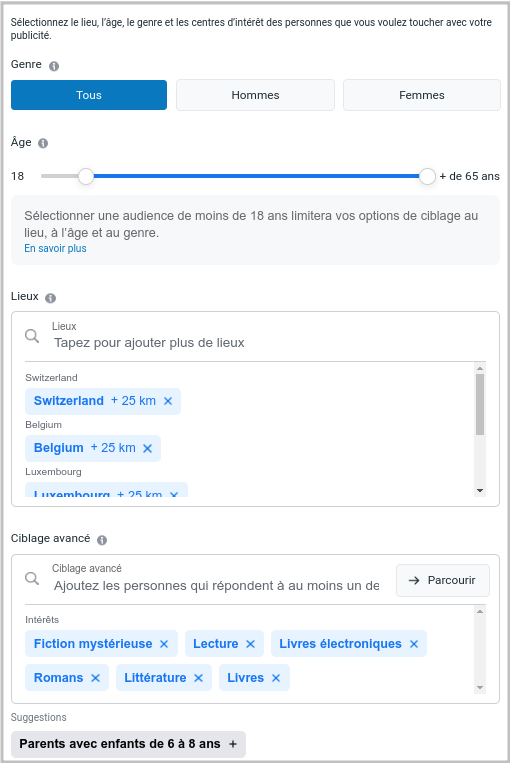 Sélectionnez le lieu, l'âge, le genre et les centres d'intérêt des personnes que vous voulez toucher avec votre
publicité.
Genre
Tous
Hommes
Femmes
Âge
18
+ de 65 ans
Sélectionner une audience de moins de 18 ans limitera vos options de ciblage au
lieu, à l'âge et au genre.
En savoir plus
Lieux
Lieux
Tapez pour ajouter plus de lieux
Switzerland
Switzerland + 25 km ×
Belgium
Belgium + 25 km ×
Luxembourg
Luxembourg + 25 km ×
Ciblage avancé
Ciblage avancé
Ajoutez les personnes qui répondent à au moins un de
→ Parcourir
Intérêts
Fiction mystérieuse × Lecture × Livres électroniques ×
Romans × Littérature × Livres ×
Suggestions
Parents avec enfants de 6 à 8 ans +